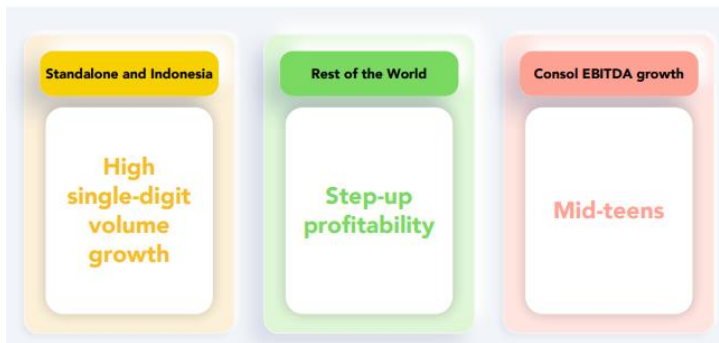 Standalone and Indonesia
High
single-digit
volume
growth
Rest of the World
Step-up
profitability
Consol EBITDA growth
Mid-teens